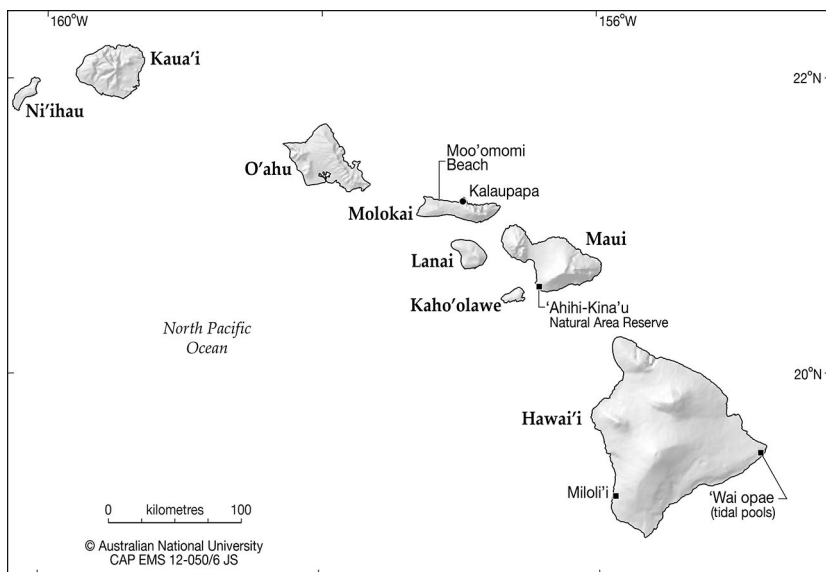 160°W
156°W
Kaua'i
22°N
Ni'ihau
O'ahu
Moo'omomi
Beach
Kalaupapa
Molokai
Maui
Lanai
Kaho'olawe
'Ahihi-Kina'u
Natural Area Reserve
North Pacific
Ocean
20°N
Hawai'i
Miloli'i
'Wai opae
(tidal pools)
0 kilometres 100
© Australian National University
CAP EMS 12-050/6 JS